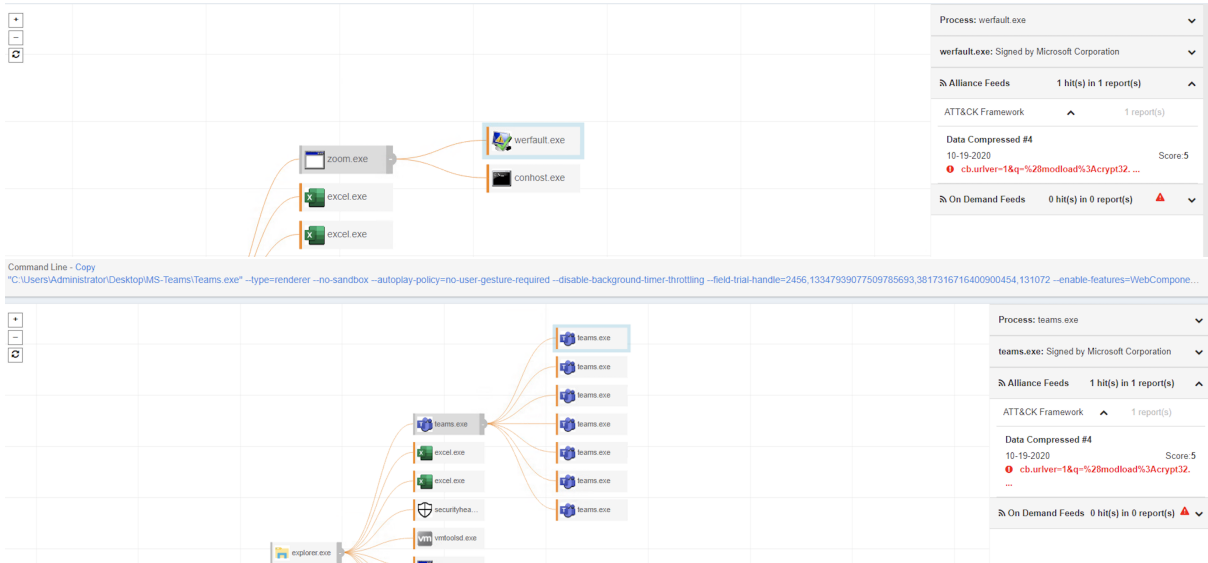 +
−
Process: werfault.exe
werfault.exe: Signed by Microsoft Corporation
Alliance Feeds 1 hit(s) in 1 report(s)
ATT&CK Framework 1 report(s)
Data Compressed #4
10-19-2020 Score:5
cb.urlver=1&q=%28modload%3Acrypt32. ...
On Demand Feeds 0 hit(s) in 0 report(s)
werfault.exe
zoom.exe
conhost.exe
excel.exe
excel.exe
Command Line - Copy
"C:\Users\Administrator\Desktop\MS-Teams\Teams.exe" --type=renderer --no-sandbox --autoplay-policy=no-user-gesture-required --disable-background-timer-throttling --field-trial-handle=2456,13347939077509785693,3817316716400900454,131072 --enable-features=WebCompone...
+
−
Process: teams.exe
teams.exe: Signed by Microsoft Corporation
Alliance Feeds 1 hit(s) in 1 report(s)
ATT&CK Framework 1 report(s)
Data Compressed #4
10-19-2020 Score:5
cb.urlver=1&q=%28modload%3Acrypt32.
...
On Demand Feeds 0 hit(s) in 0 report(s)
teams.exe
teams.exe
teams.exe
teams.exe
teams.exe
excel.exe
teams.exe
excel.exe
teams.exe
securityhea...
teams.exe
vm vmtoolsd.exe
explorer.exe